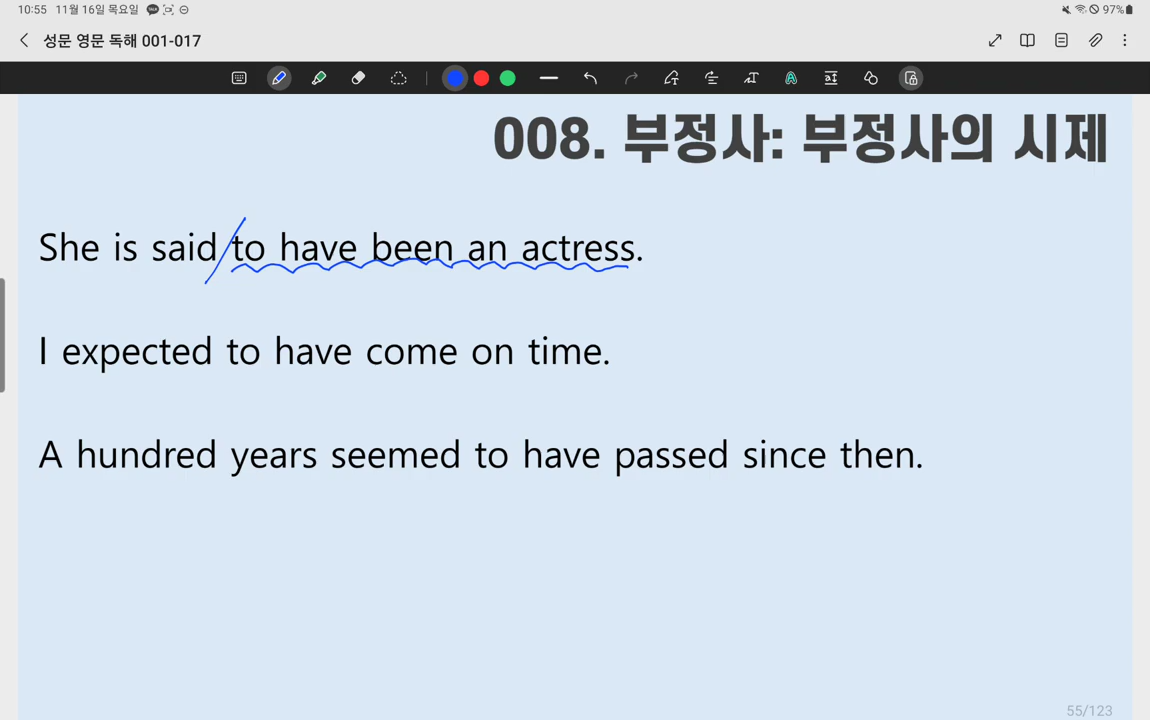 10:55 11월 16일 목요일 97%
성문 영문 독해 001-017
008. 부정사: 부정사의 시제
She is said to have been an actress.
I expected to have come on time.
A hundred years seemed to have passed since then.
55/123